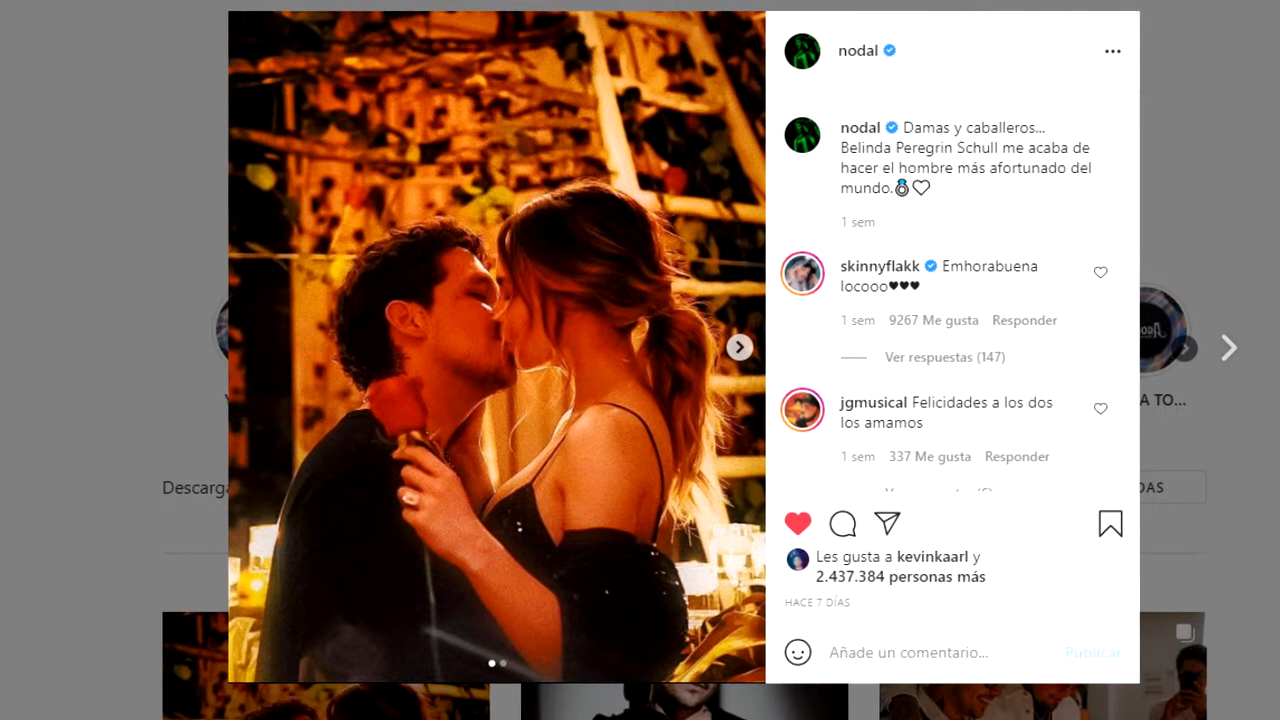 nodal
nodal Damas y caballeros...
Belinda Peregrin Schull me acaba de
hacer el hombre más afortunado del
mundo.💍🤍
1 sem
skinnyflakk Emhorabuena
locooo🖤🖤🖤
1 sem 9267 Me gusta Responder
Ver respuestas (147)
jgmusical Felicidades a los dos
los amamos
1 sem 337 Me gusta Responder
Les gusta a kevinkaarl y
2.437.384 personas más
HACE 7 DÍAS
Añade un comentario... Publicar
Descarga
A TO...
DAS